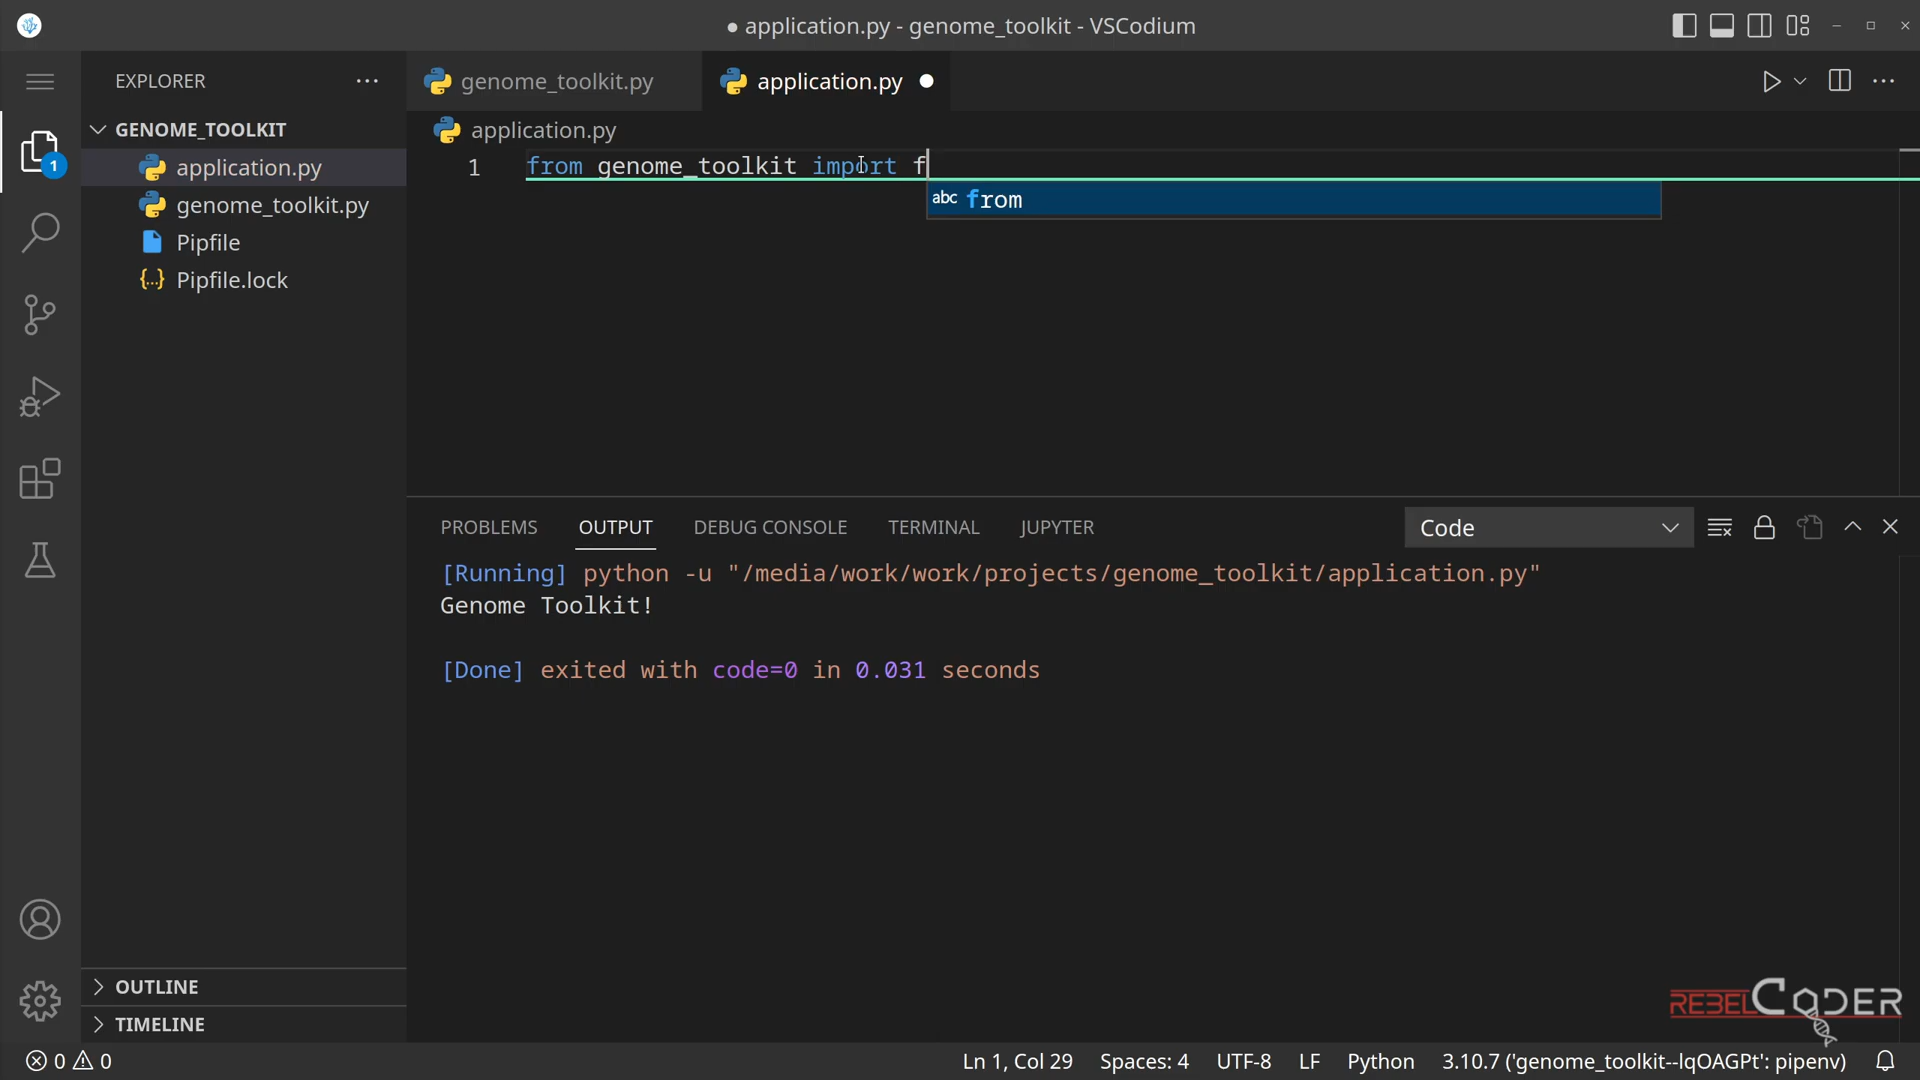 ● application.py - genome_toolkit - VSCodium
EXPLORER
genome_toolkit.py
application.py
GENOME_TOOLKIT
application.py
genome_toolkit.py
Pipfile
Pipfile.lock
1
application.py
1 from genome_toolkit import f
abc from
PROBLEMS OUTPUT DEBUG CONSOLE TERMINAL JUPYTER
Code
[Running] python -u "/media/work/work/projects/genome_toolkit/application.py"
Genome Toolkit!
[Done] exited with code=0 in 0.031 seconds
OUTLINE
TIMELINE
REBELCODER
0 0
Ln 1, Col 29 Spaces: 4 UTF-8 LF Python 3.10.7 ('genome_toolkit--lqOAGPt': pipenv)